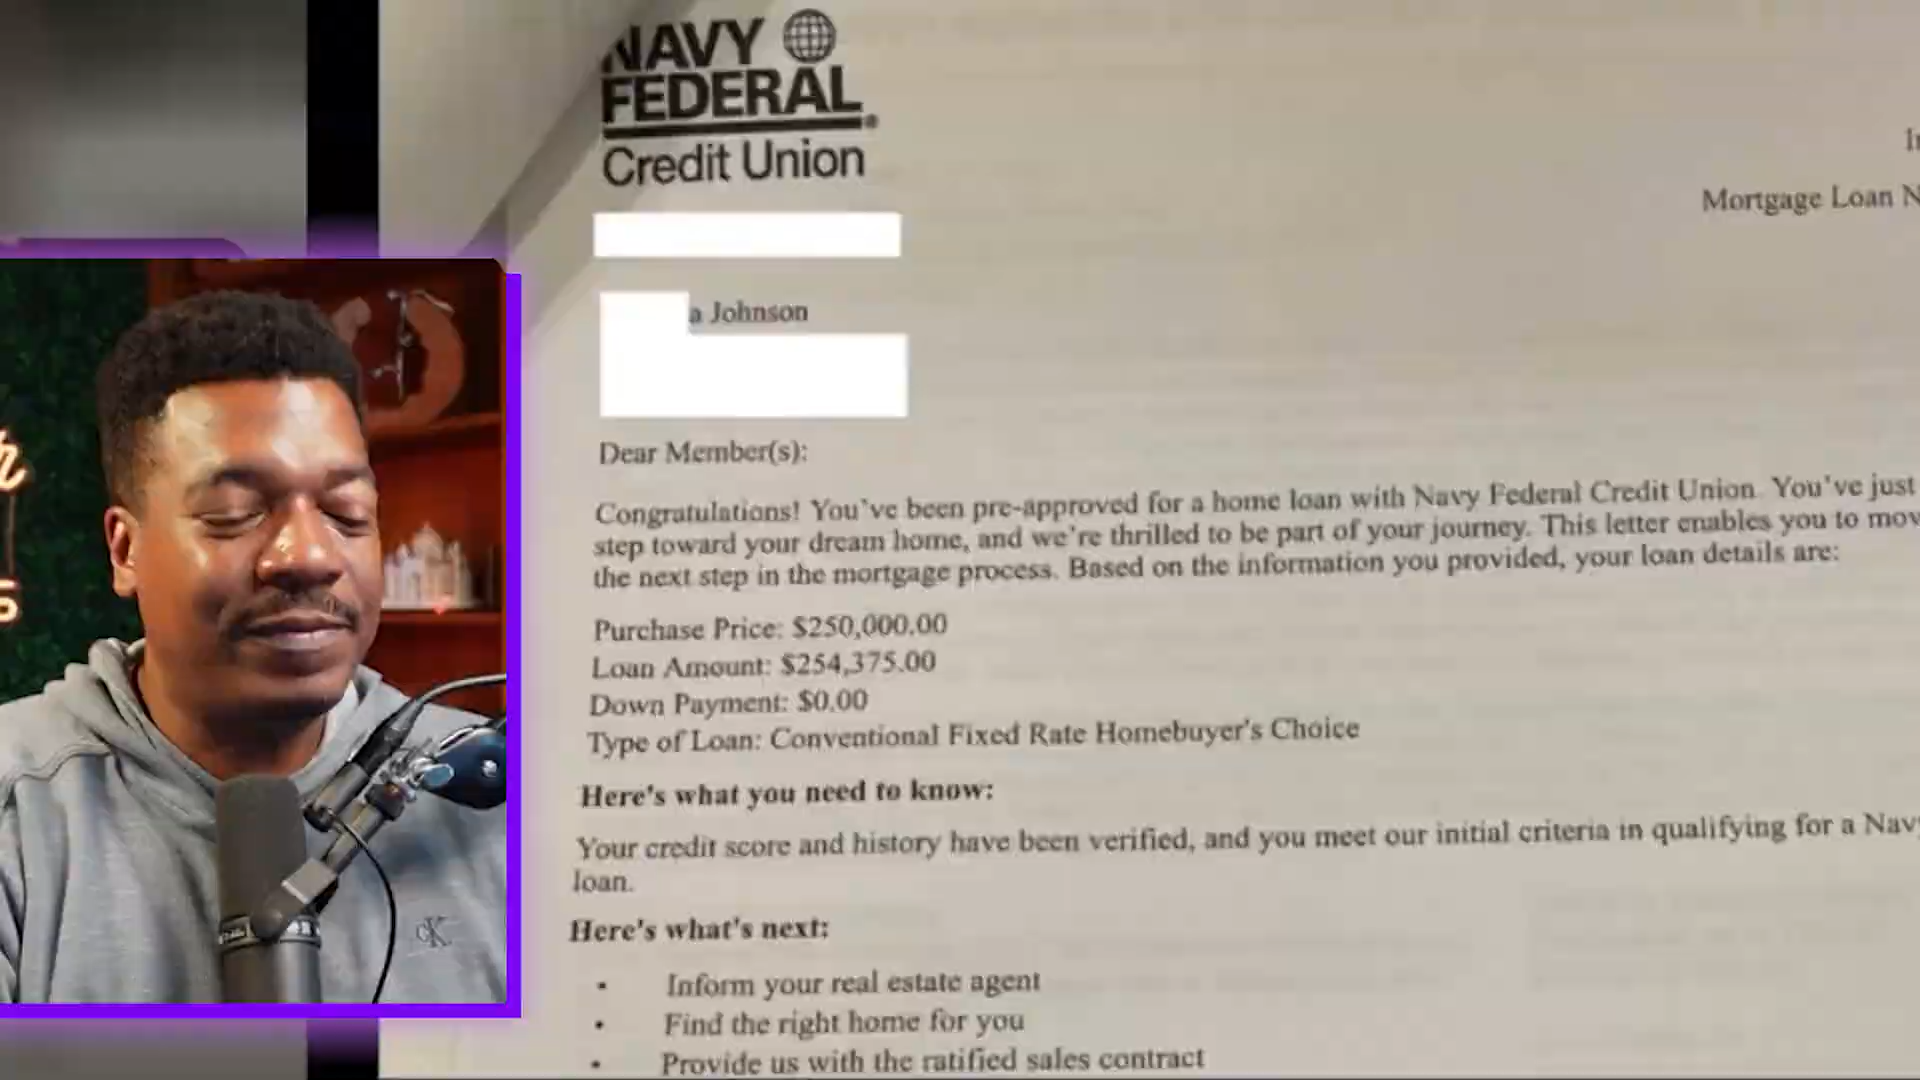 NAVY
FEDERAL®
Credit Union
Mortgage Loan
a Johnson
Dear Member(s):
Congratulations! You've been pre-approved for a home loan with Navy Federal Credit Union. You've just
step toward your dream home, and we're thrilled to be part of your journey. This letter enables you to
the next step in the mortgage process. Based on the information you provided, your loan details are:
Purchase Price: $250,000.00
Loan Amount: $254,375.00
Down Payment: $0.00
Type of Loan: Conventional Fixed Rate Homebuyer's Choice
Here's what you need to know:
Your credit score and history have been verified, and you meet our initial criteria in qualifying for a
loan.
Here's what's next:
• Inform your real estate agent
• Find the right home for you
• Provide us with the ratified sales contract
CK
5